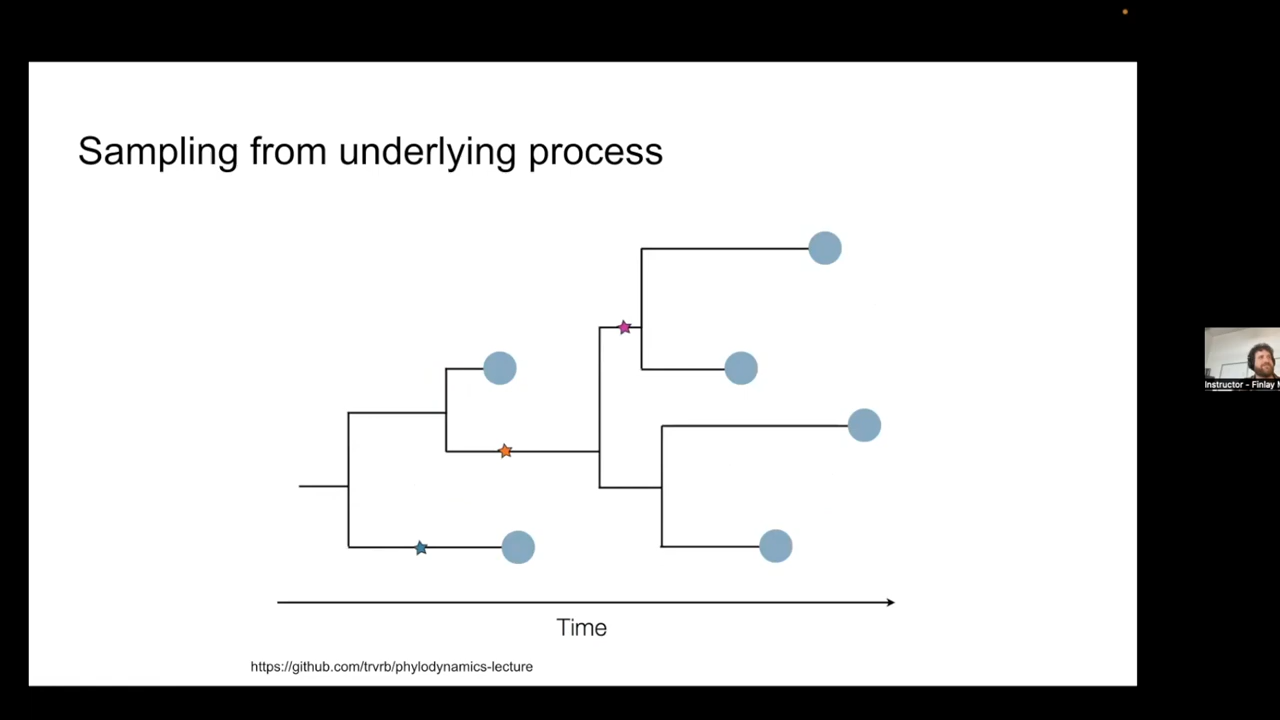 Sampling from underlying process
Instructor - Finlay
Time
https://github.com/trvrb/phylodynamics-lecture